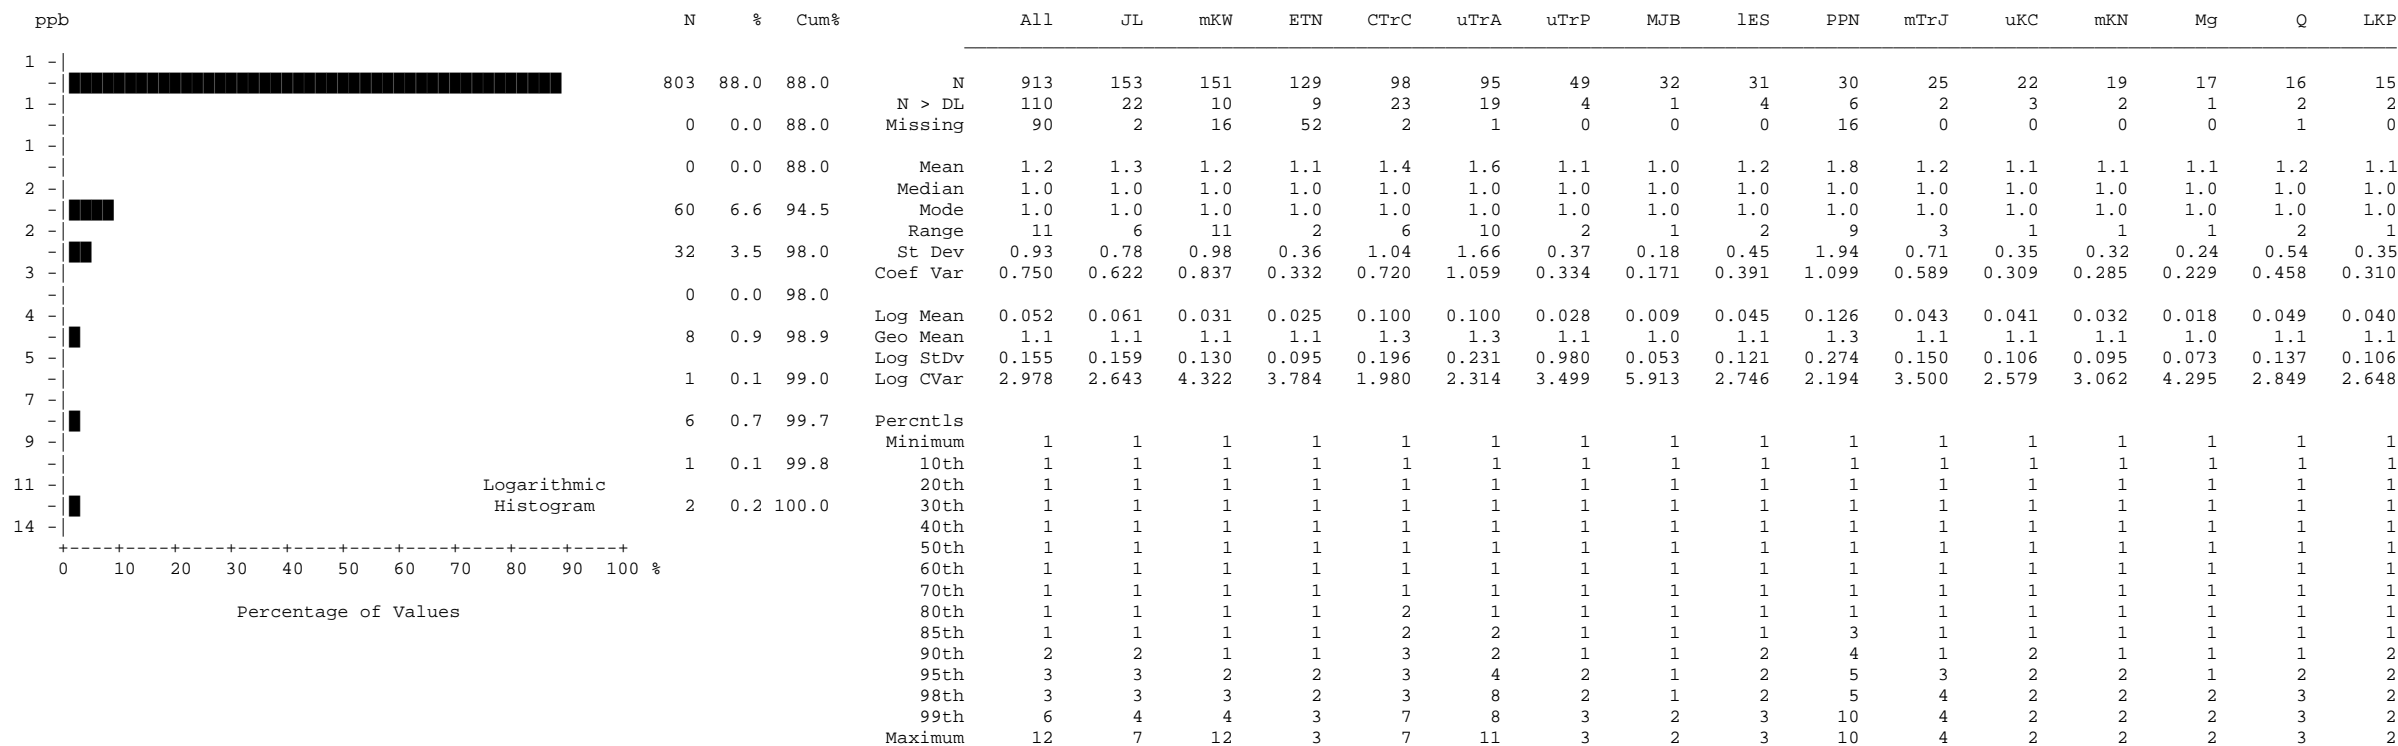 ppb N % Cum% All JL mKW ETN CTrC uTrA uTrP MJB lES PPN mTrJ uKC mKN Mg Q LKP
1 -|
-| 803 88.0 88.0 N 913 153 151 129 98 95 49 32 31 30 25 22 19 17 16 15
1 -| N > DL 110 22 10 9 23 19 4 1 4 6 2 3 2 1 2 2
-| 0 0.0 88.0 Missing 90 2 16 52 2 1 0 0 0 16 0 0 0 0 1 0
1 -|
-| 0 0.0 88.0 Mean 1.2 1.3 1.2 1.1 1.4 1.6 1.1 1.0 1.2 1.8 1.2 1.1 1.1 1.1 1.2 1.1
2 -| Median 1.0 1.0 1.0 1.0 1.0 1.0 1.0 1.0 1.0 1.0 1.0 1.0 1.0 1.0 1.0 1.0
-| 60 6.6 94.5 Mode 1.0 1.0 1.0 1.0 1.0 1.0 1.0 1.0 1.0 1.0 1.0 1.0 1.0 1.0 1.0 1.0
2 -| Range 11 6 11 2 6 10 2 1 2 9 3 1 1 1 2 1
-| 32 3.5 98.0 St Dev 0.93 0.78 0.98 0.36 1.04 1.66 0.37 0.18 0.45 1.94 0.71 0.35 0.32 0.24 0.54 0.35
3 -| Coef Var 0.750 0.622 0.837 0.332 0.720 1.059 0.334 0.171 0.391 1.099 0.589 0.309 0.285 0.229 0.458 0.310
-| 0 0.0 98.0
4 -| Log Mean 0.052 0.061 0.031 0.025 0.100 0.100 0.028 0.009 0.045 0.126 0.043 0.041 0.032 0.018 0.049 0.040
-| 8 0.9 98.9 Geo Mean 1.1 1.1 1.1 1.1 1.3 1.3 1.1 1.0 1.1 1.3 1.1 1.1 1.1 1.0 1.1 1.1
5 -| Log StDv 0.155 0.159 0.130 0.095 0.196 0.231 0.980 0.053 0.121 0.274 0.150 0.106 0.095 0.073 0.137 0.106
-| 1 0.1 99.0 Log CVar 2.978 2.643 4.322 3.784 1.980 2.314 3.499 5.913 2.746 2.194 3.500 2.579 3.062 4.295 2.849 2.648
7 -|
-| 6 0.7 99.7 Percntls
9 -| Minimum 1 1 1 1 1 1 1 1 1 1 1 1 1 1 1 1
-| 1 0.1 99.8 10th 1 1 1 1 1 1 1 1 1 1 1 1 1 1 1 1
11 -| Logarithmic 20th 1 1 1 1 1 1 1 1 1 1 1 1 1 1 1 1
-| Histogram 2 0.2 100.0 30th 1 1 1 1 1 1 1 1 1 1 1 1 1 1 1 1
14 -| 40th 1 1 1 1 1 1 1 1 1 1 1 1 1 1 1 1
+----+----+----+----+----+----+----+----+----+----+ 50th 1 1 1 1 1 1 1 1 1 1 1 1 1 1 1 1
0 10 20 30 40 50 60 70 80 90 100 % 60th 1 1 1 1 1 1 1 1 1 1 1 1 1 1 1 1
70th 1 1 1 1 1 1 1 1 1 1 1 1 1 1 1 1
Percentage of Values 80th 1 1 1 1 2 1 1 1 1 1 1 1 1 1 1 1
85th 1 1 1 1 2 2 1 1 1 3 1 1 1 1 1 1
90th 2 2 1 1 3 2 1 1 2 4 1 2 1 1 1 2
95th 3 3 2 2 3 4 2 1 2 5 3 2 2 1 2 2
98th 3 3 3 2 3 8 2 1 2 5 4 2 2 2 3 2
99th 6 4 4 3 7 8 3 2 3 10 4 2 2 2 3 2
Maximum 12 7 12 3 7 11 3 2 3 10 4 2 2 2 3 2